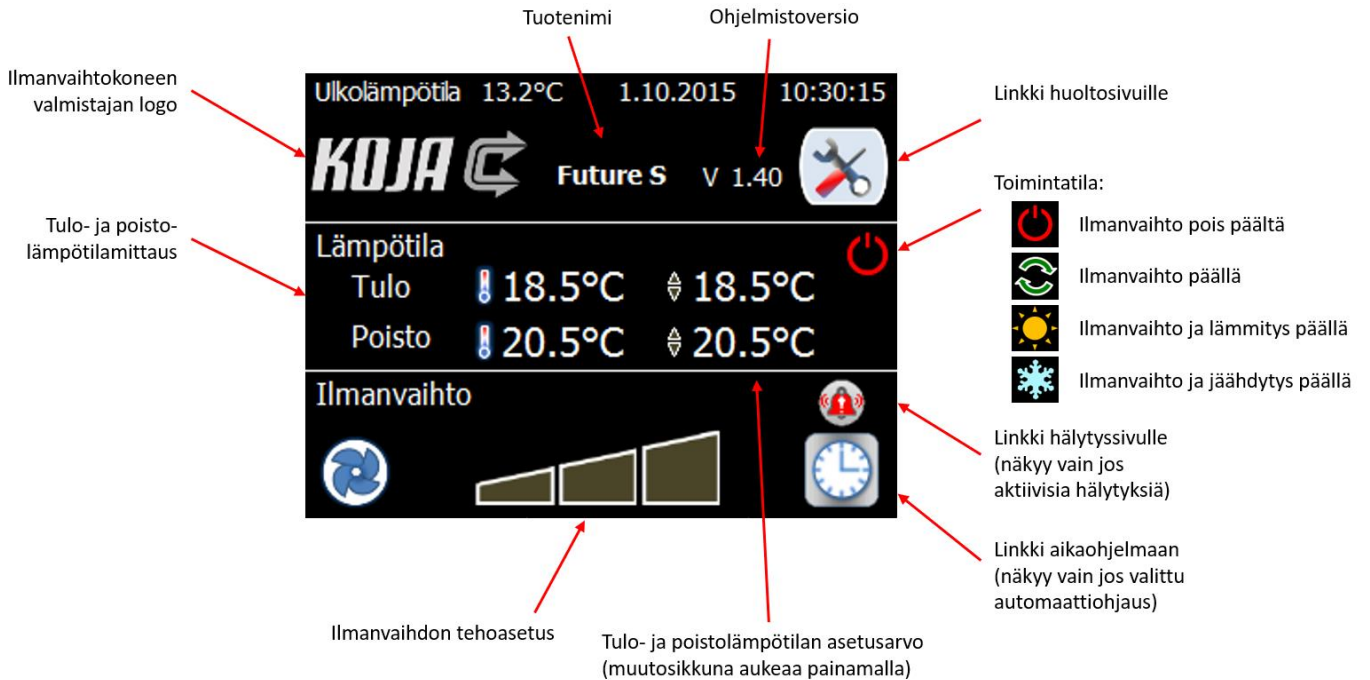 Tuotenimi
Ohjelmistoversio
Ilmanvaihtokoneen
valmistajan logo
Ulkolämpötila 13.2°C 1.10.2015 10:30:15
Linkki huoltosivuille
KOJA
Future S V 1.40
Toimintatila:
Tulo- ja poisto-
lämpötilamittaus
Lämpötila
Ilmanvaihto pois päältä
Tulo 18.5°C 18.5°C
Ilmanvaihto päällä
Poisto 20.5°C 20.5°C
Ilmanvaihto ja lämmitys päällä
Ilmanvaihto ja jäähdytys päällä
Ilmanvaihto
Linkki hälytyssivulle
(näkyy vain jos
aktiivisia hälytyksiä)
Linkki aikaohjelmaan
(näkyy vain jos valittu
automaattiohjaus)
Ilmanvaihdon tehoasetus
Tulo- ja poistolämpötilan asetusarvo
(muutosikkuna aukeaa painamalla)